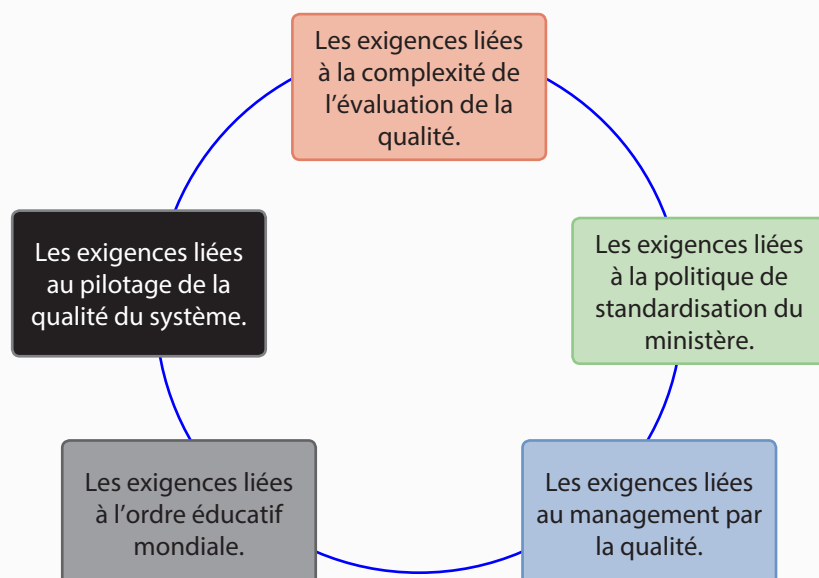 Les exigences liées
à la complexité de
l’évaluation de la
qualité.
Les exigences liées
à la politique de
standardisation du
ministère.
Les exigences liées
au management par
la qualité.
Les exigences liées
à l’ordre éducatif
mondiale.
Les exigences liées
au pilotage de la
qualité du système.